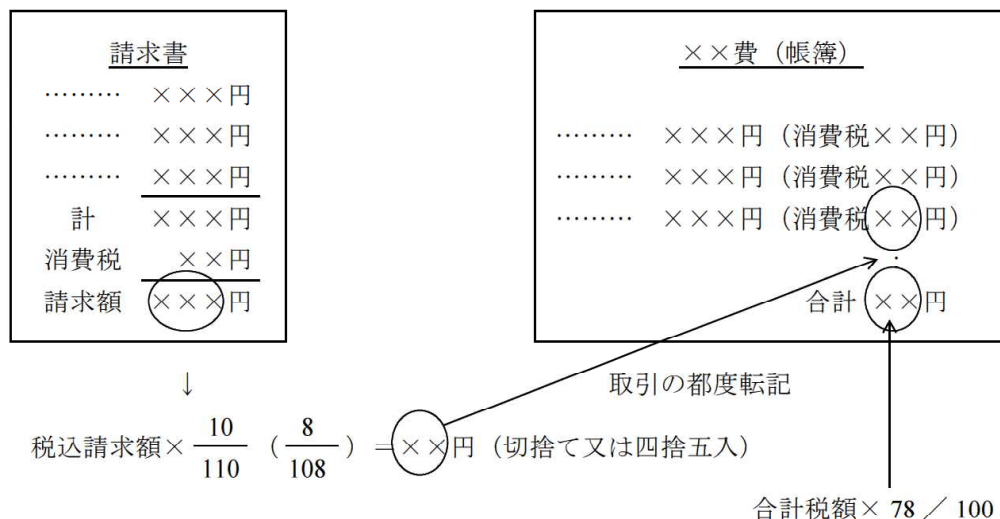 請求書
……… ×××円
……… ×××円
……… ×××円
計 ×××円
消費税 ××円
請求額 ×××円
××費（帳簿）
……… ×××円（消費税××円）
……… ×××円（消費税××円）
……… ×××円（消費税××円）
・
合計 ××円
↓
取引の都度転記
税込請求額× 10/110 （ 8/108 ） ＝××円（切捨て又は四捨五入）
合計税額× 78 ／ 100